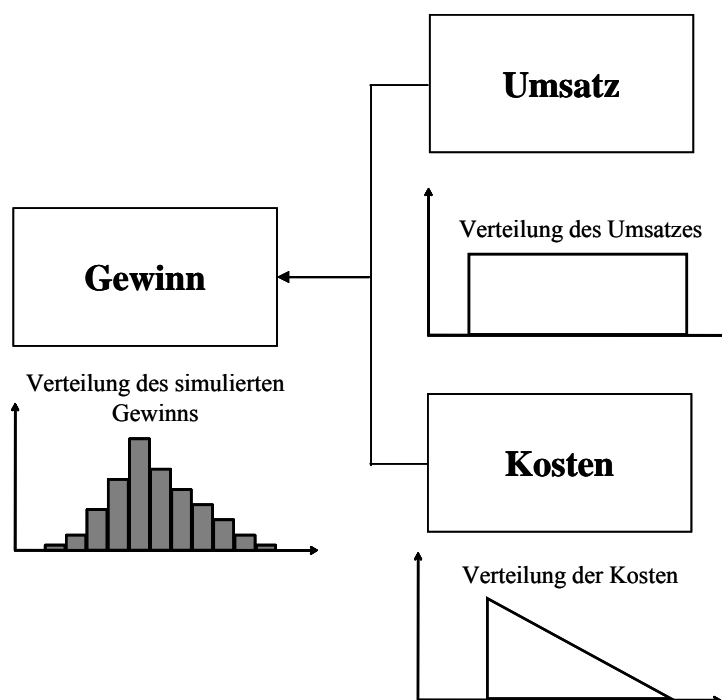 Umsatz
Verteilung des Umsatzes
Gewinn
Verteilung des simulierten
Gewinns
Kosten
Verteilung der Kosten